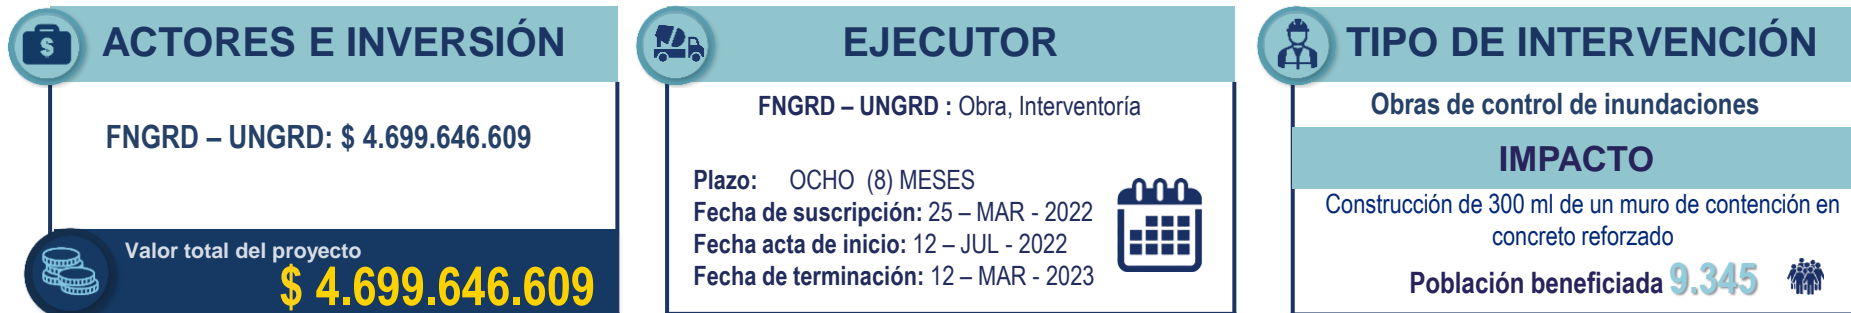 ACTORES E INVERSIÓN
FNGRD – UNGRD: $ 4.699.646.609
Valor total del proyecto
$ 4.699.646.609
EJECUTOR
FNGRD – UNGRD : Obra, Interventoría
Plazo: OCHO (8) MESES
Fecha de suscripción: 25 – MAR - 2022
Fecha acta de inicio: 12 – JUL - 2022
Fecha de terminación: 12 – MAR - 2023
TIPO DE INTERVENCIÓN
Obras de control de inundaciones
IMPACTO
Construcción de 300 ml de un muro de contención en
concreto reforzado
Población beneficiada 9.345